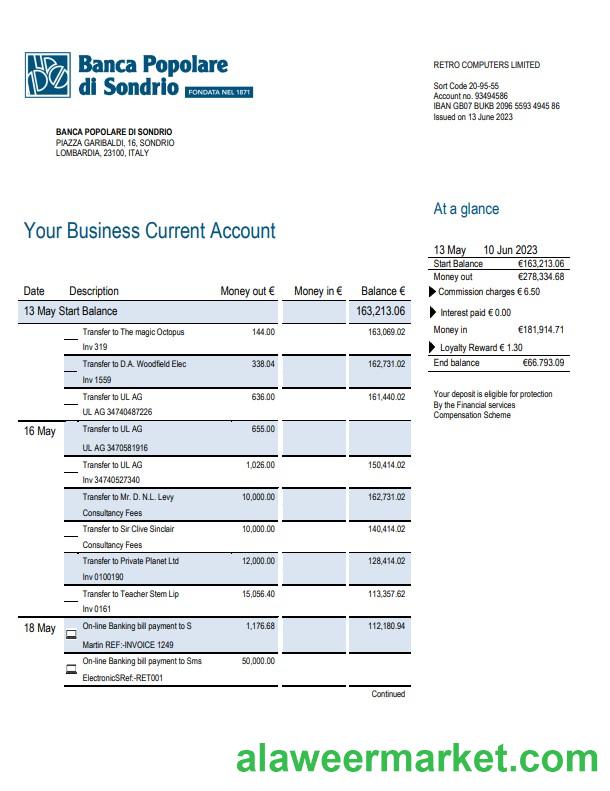 Banca Popolare
di Sondrio FONDATA NEL 1871
RETRO COMPUTERS LIMITED
Sort Code 20-95-55
Account no. 93494586
IBAN GB07 BUKB 2096 5593 4945 86
Issued on 13 June 2023
BANCA POPOLARE DI SONDRIO
PIAZZA GARIBALDI, 16, SONDRIO
LOMBARDIA, 23100, ITALY
Your Business Current Account
At a glance
13 May 10 Jun 2023
Start Balance €163,213.06
Money out €278,334.68
Commission charges € 6.50
Interest paid € 0.00
Money in €181,914.71
Loyalty Reward € 1.30
End balance €66.793.09
Your deposit is eligible for protection
By the Financial services
Compensation Scheme
Date Description Money out € Money in € Balance €
13 May Start Balance 163,213.06
Transfer to The magic Octopus 144.00 163,069.02
Inv 319
Transfer to D.A. Woodfield Elec 338.04 162,731.02
Inv 1559
Transfer to UL AG 636.00 161,440.02
UL AG 34740487226
16 May Transfer to UL AG 655.00
UL AG 3470581916
Transfer to UL AG 1,026.00 150,414.02
Inv 34740527340
Transfer to Mr. D. N.L. Levy 10,000.00 162,731.02
Consultancy Fees
Transfer to Sir Clive Sinclair 10,000.00 140,414.02
Consultancy Fees
Transfer to Private Planet Ltd 12,000.00 128,414.02
Inv 0100190
Transfer to Teacher Stem Lip 15,056.40 113,357.62
Inv 0161
18 May On-line Banking bill payment to S 1,176.68 112,180.94
Martin REF:-INVOICE 1249
On-line Banking bill payment to Sms 50,000.00
ElectronicSRef:-RET001
Continued
alaweermarket.com